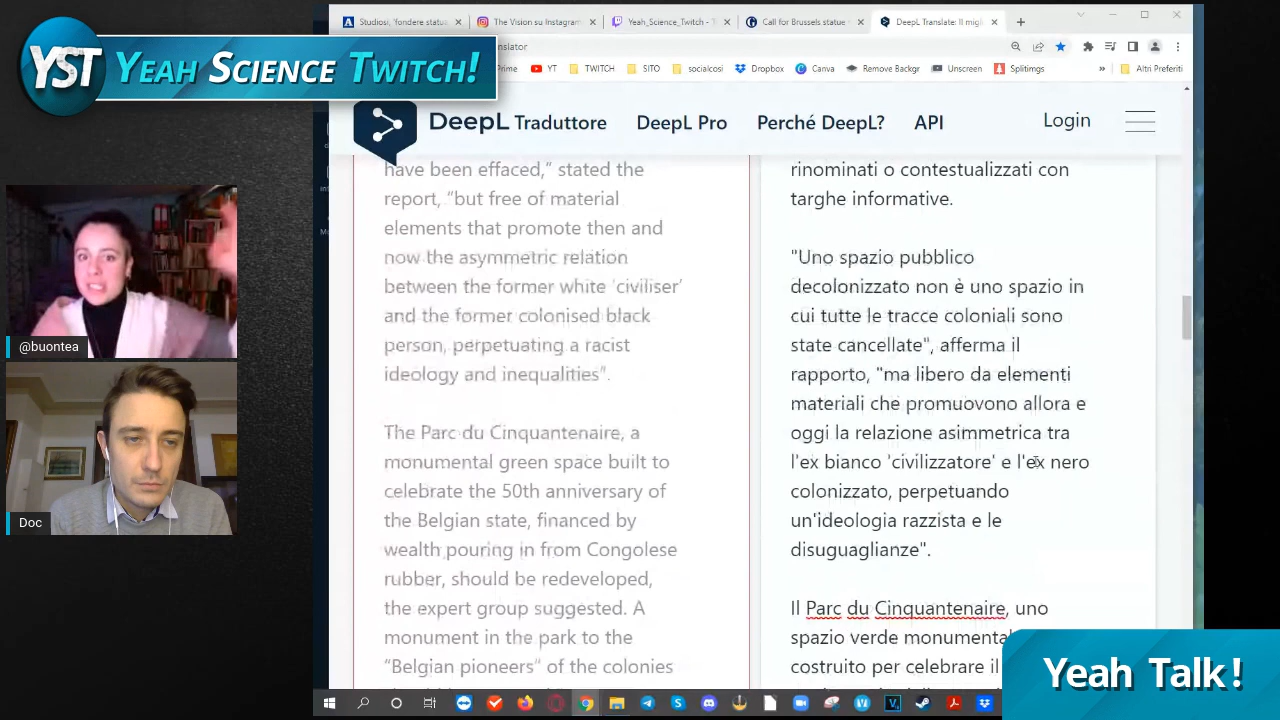 YST YEAH SCIENCE TWITCH!
Studiosi, 'fondere statue
The Vision su Instagram
Yeah_Science_Twitch - T
Call for Brussels statue
DeepL Translate: Il migli
nslator
Prime
YT
TWITCH
SITO
socialcosi
Dropbox
Canva
Remove Backgr
Unscreen
Splitimgs
»
Altri Preferiti
DeepL Traduttore
DeepL Pro
Perché DeepL?
API
Login
have been effaced,” stated the
report, “but free of material
elements that promote then and
now the asymmetric relation
between the former white ‘civiliser’
and the former colonised black
person, perpetuating a racist
ideology and inequalities”.
The Parc du Cinquantenaire, a
monumental green space built to
celebrate the 50th anniversary of
the Belgian state, financed by
wealth pouring in from Congolese
rubber, should be redeveloped,
the expert group suggested. A
monument in the park to the
“Belgian pioneers” of the colonies
rinominati o contestualizzati con
targhe informative.
"Uno spazio pubblico
decolonizzato non è uno spazio in
cui tutte le tracce coloniali sono
state cancellate", afferma il
rapporto, "ma libero da elementi
materiali che promuovono allora e
oggi la relazione asimmetrica tra
l'ex bianco 'civilizzatore' e l'ex nero
colonizzato, perpetuando
un'ideologia razzista e le
disuguaglianze".
Il Parc du Cinquantenaire, uno
spazio verde monumental
costruito per celebrare il
@buontea
Doc
Yeah Talk!